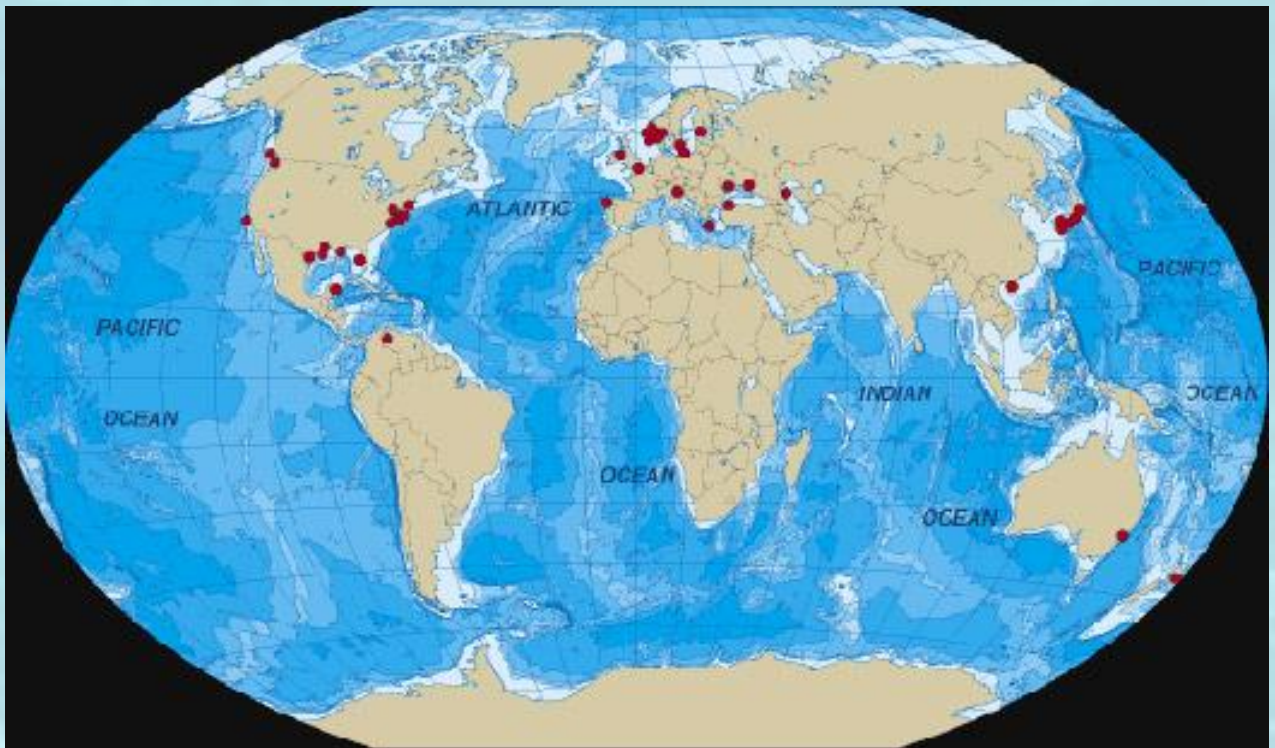 ATLANTIC
PACIFIC
PACIFIC
INDIAN
OCEAN
OCEAN
OCEAN
OCEAN